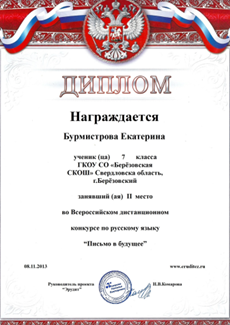 ДИПЛОМ
Награждается
Бурмистрова Екатерина
ученик (ца) 7 класса
ГКОУ СО «Берёзовская
СКОШ» Свердловска область,
г.Берёзовский
занявший (ая) II место
во Всероссийском дистанционном
конкурсе по русскому языку
“Письмо в будущее”
08.11.2013 www.eruditez.ru
Руководитель проекта Н.В.Комарова
"Эрудит"